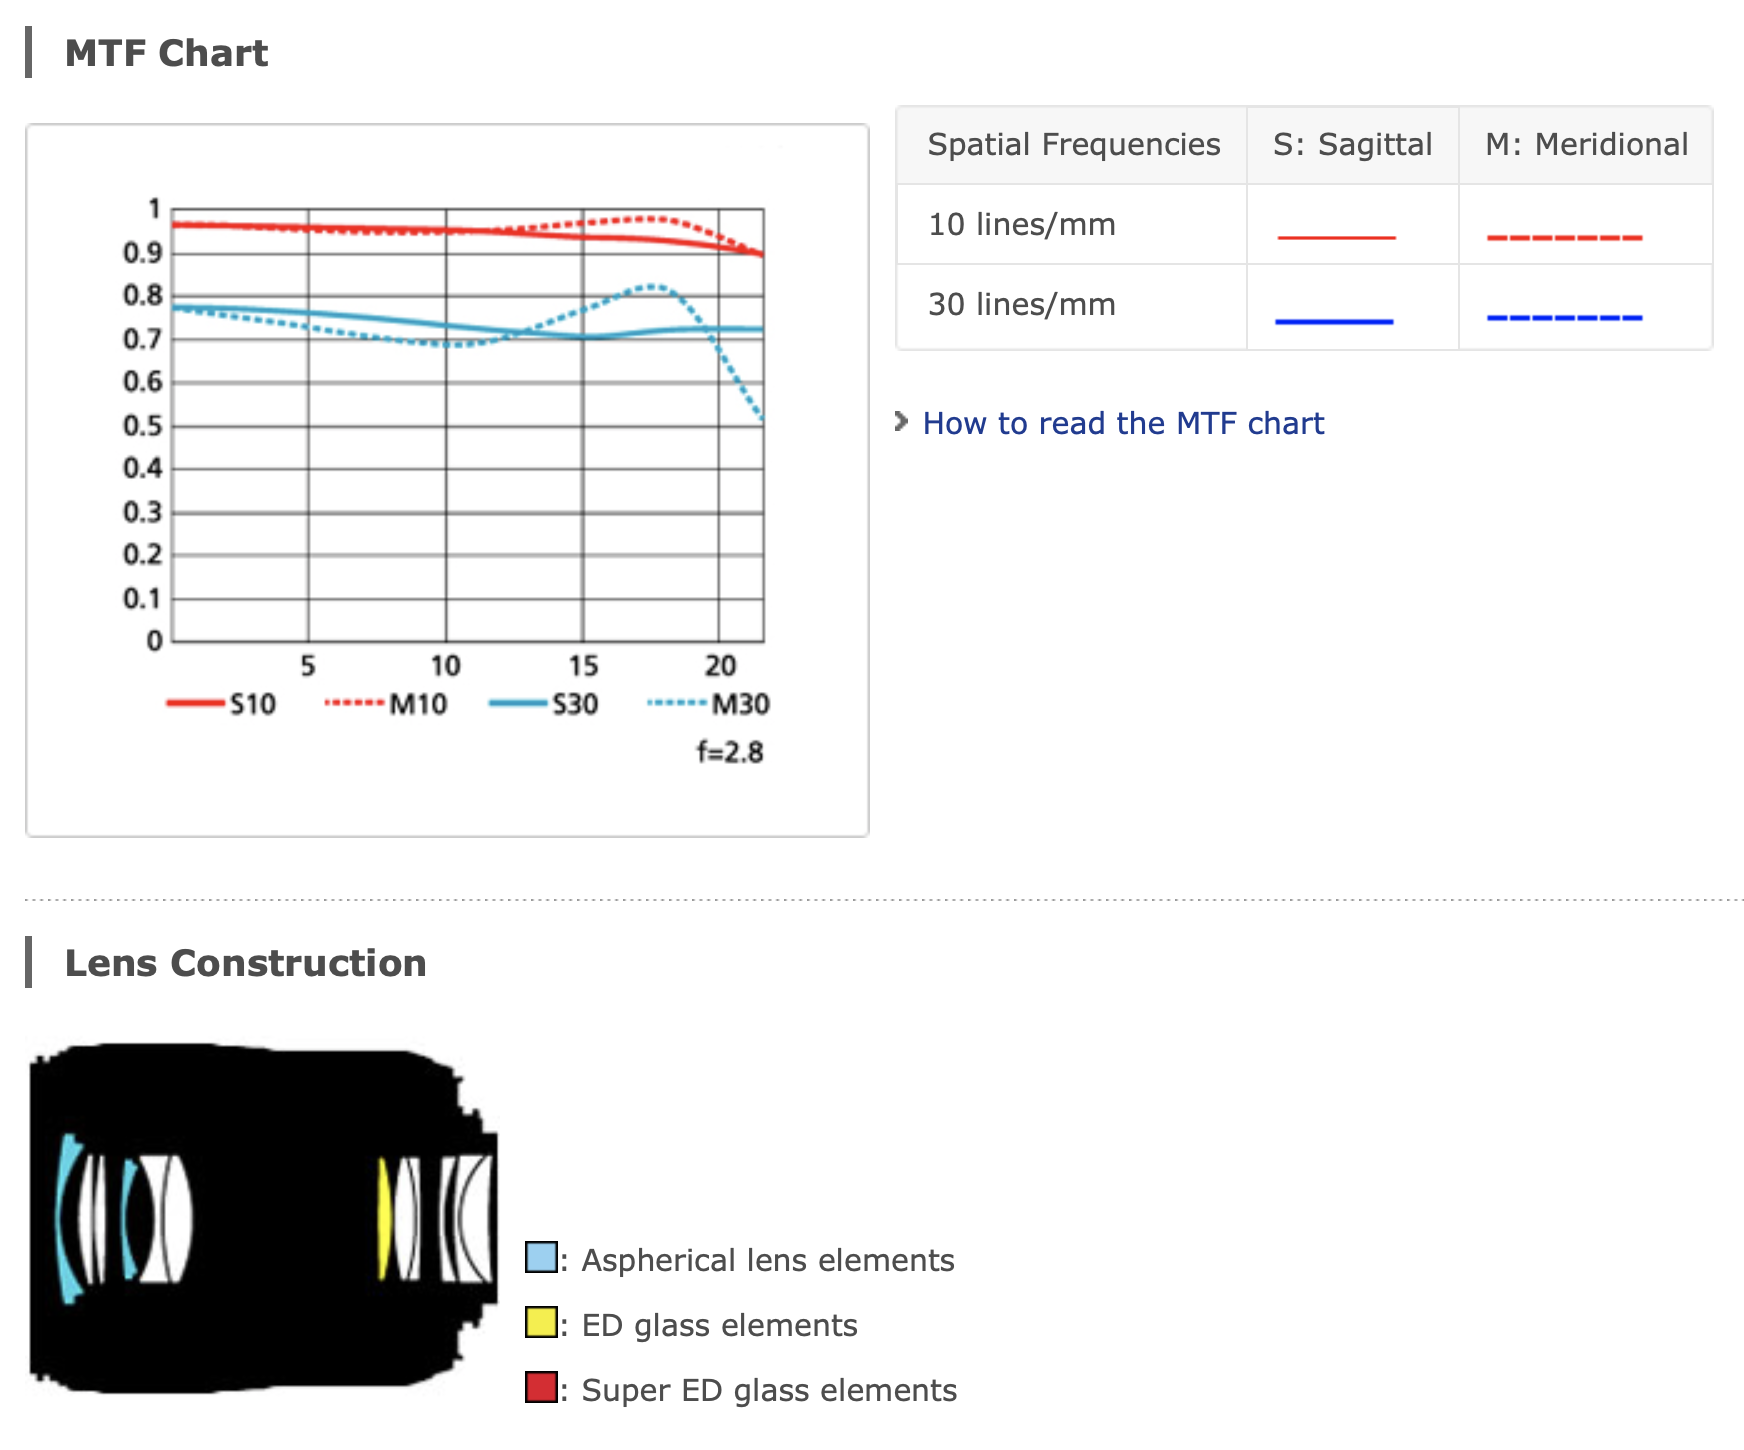 MTF Chart
Spatial Frequencies S: Sagittal M: Meridional
10 lines/mm
30 lines/mm
How to read the MTF chart
1
0.9
0.8
0.7
0.6
0.5
0.4
0.3
0.2
0.1
0
5 10 15 20
S10 M10 S30 M30
f=2.8
Lens Construction
: Aspherical lens elements
: ED glass elements
: Super ED glass elements